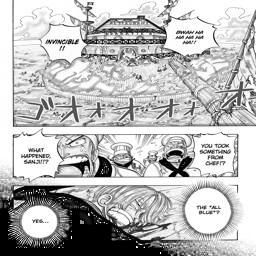 BWAH HA
HA HA HA
HA!!
INVINCIBLE
!!
ゴオオオオオ
YOU TOOK
SOMETHING
FROM
CHEF!?
WHAT
HAPPENED,
SANJI!?
THE "ALL
BLUE"?
YES...